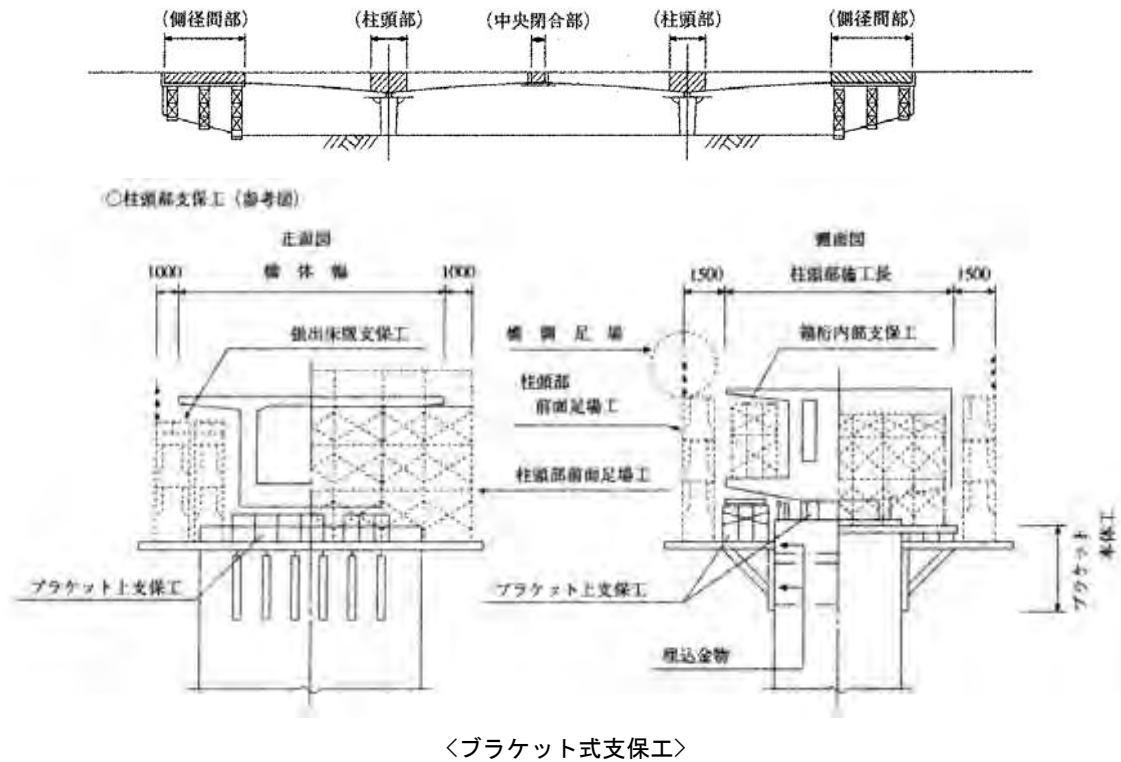 (側径間部) (柱頭部) (中央閉合部) (柱頭部) (側径間部)
○柱頭部支保工(参考図)
正面図
側面図
1000 橋体幅 1000
1500 柱頭部施工長 1500
張出床版支保工
橋側足場
箱桁内部支保工
柱頭部
前面足場工
柱頭部前面足場工
ブラケット上支保工
ブラケット上支保工
ブラケット
本体工
埋込金物
〈ブラケット式支保工〉